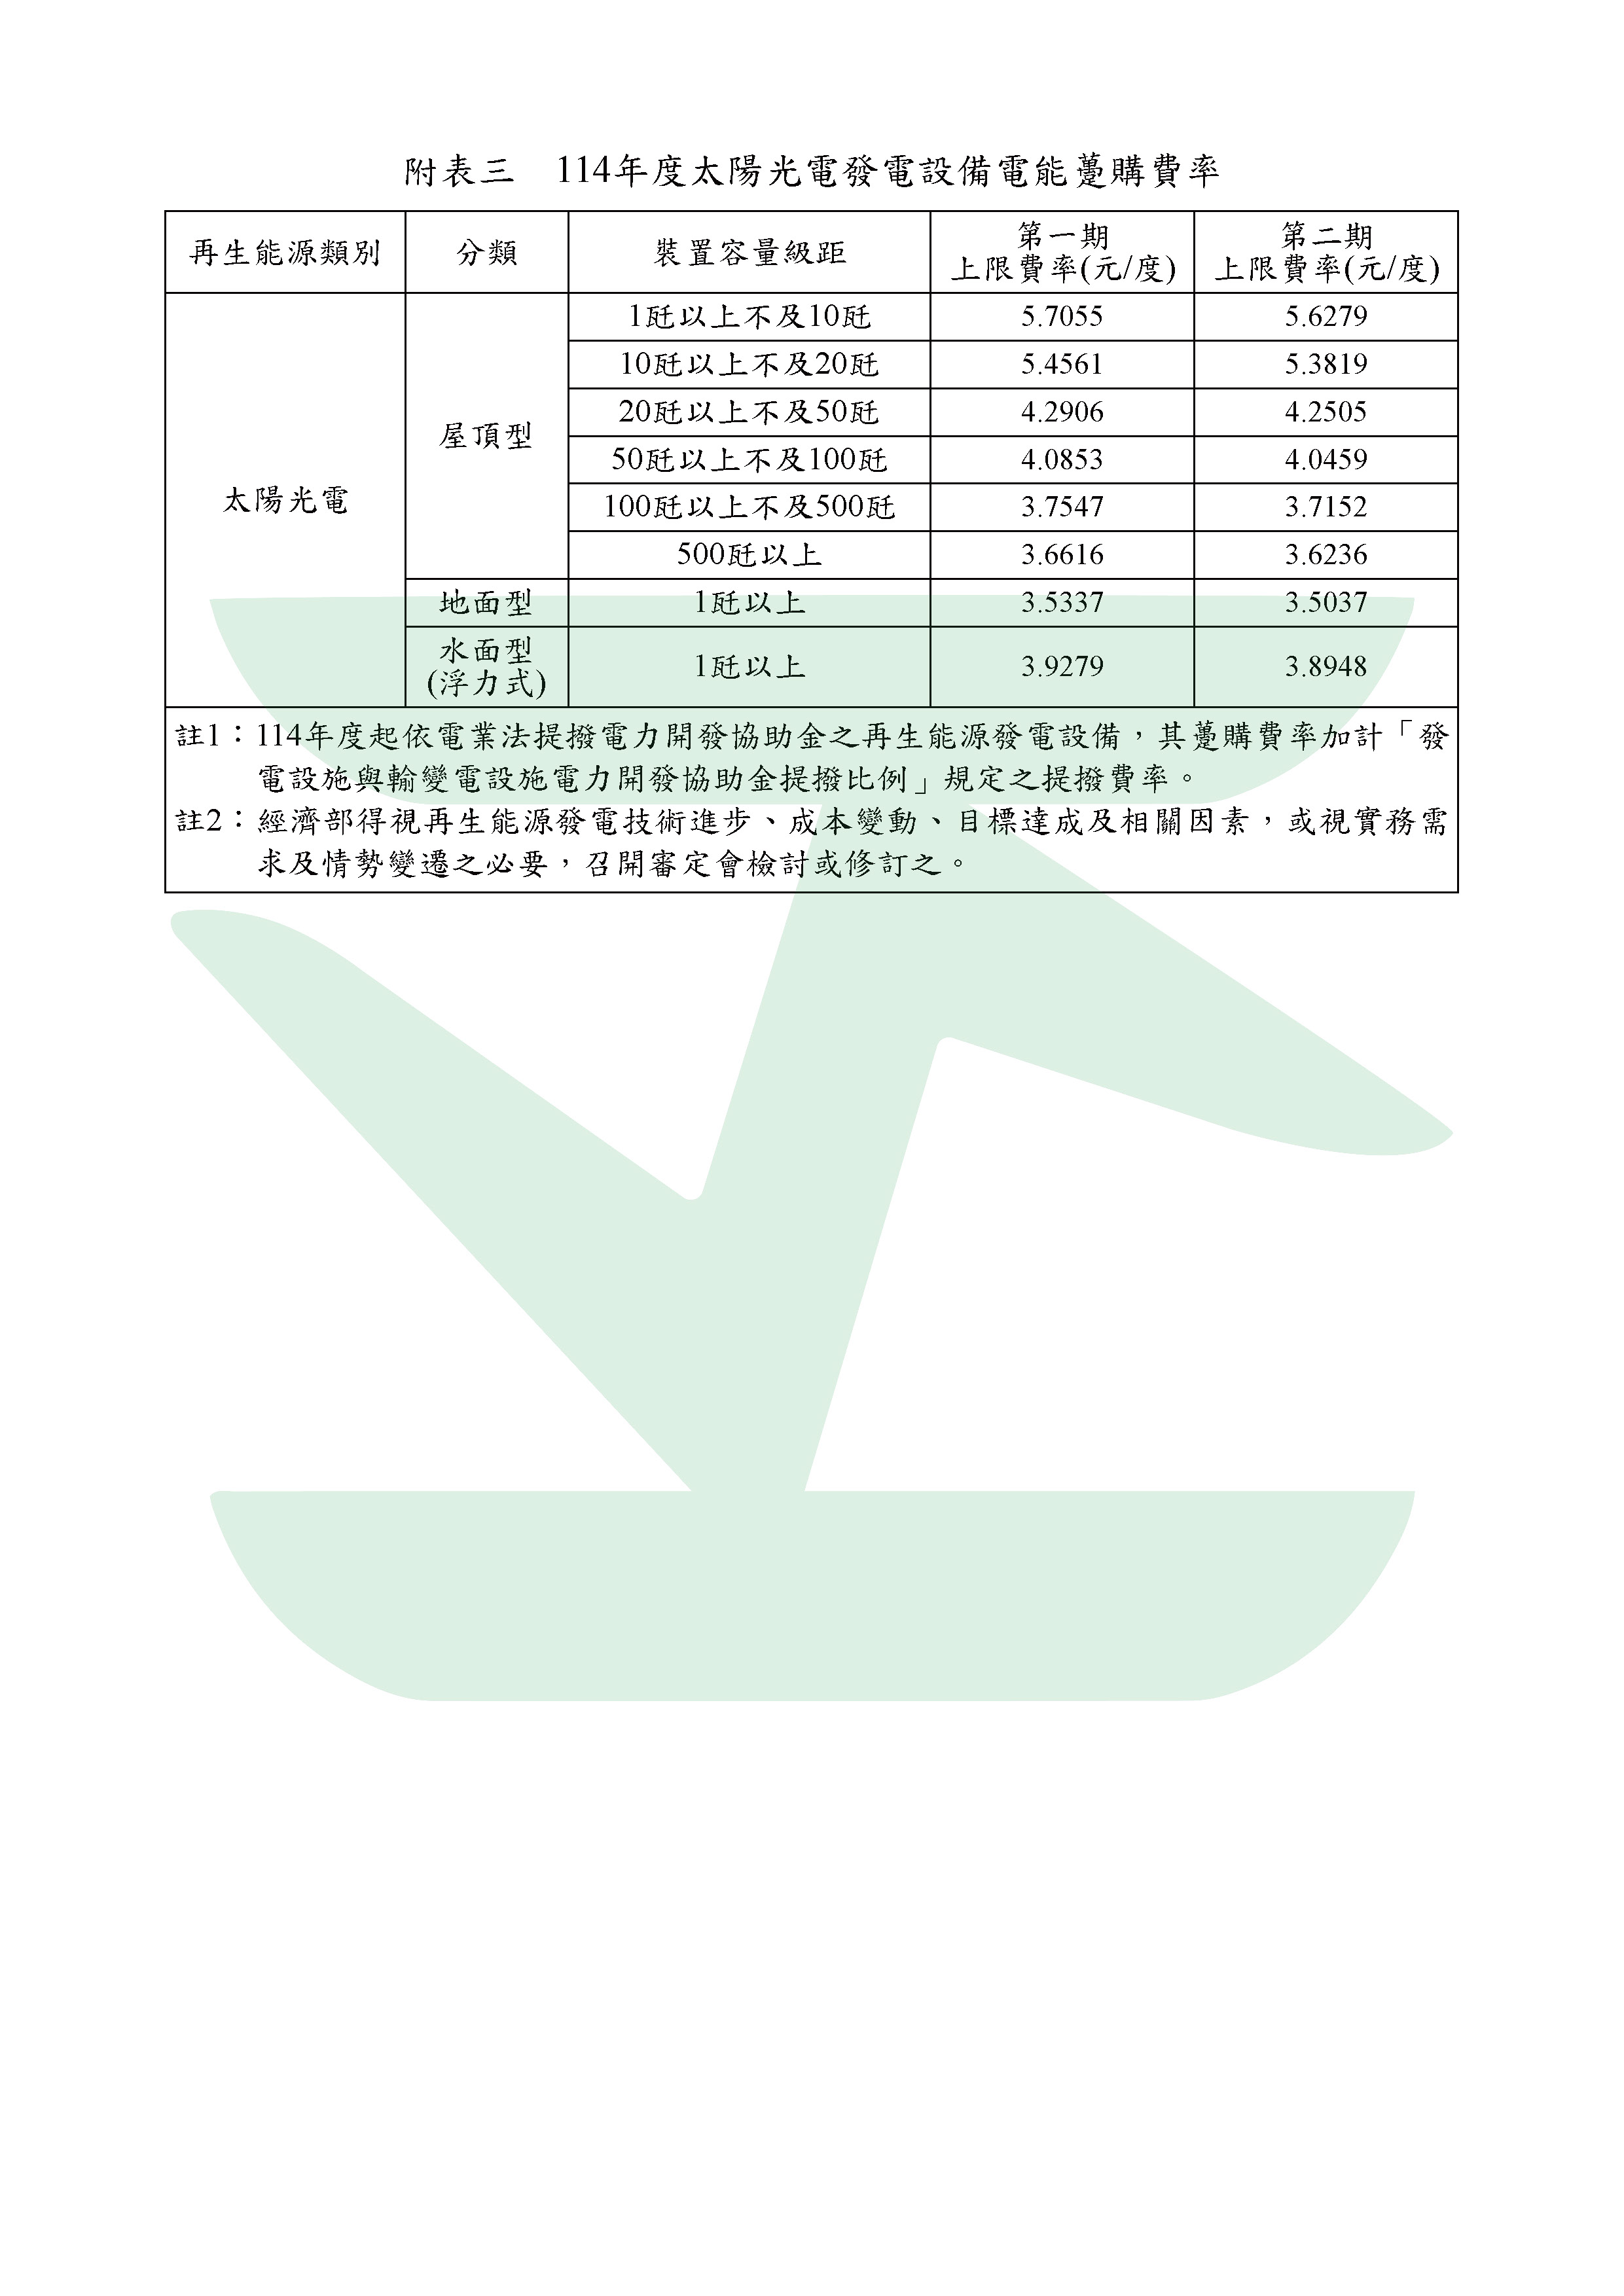 附表三　114年度太陽光電發電設備電能躉購費率
再生能源類別 分類 裝置容量級距 第一期 上限費率(元/度) 第二期 上限費率(元/度)
太陽光電
屋頂型
1瓩以上不及10瓩 5.7055 5.6279
10瓩以上不及20瓩 5.4561 5.3819
20瓩以上不及50瓩 4.2906 4.2505
50瓩以上不及100瓩 4.0853 4.0459
100瓩以上不及500瓩 3.7547 3.7152
500瓩以上 3.6616 3.6236
地面型 1瓩以上 3.5337 3.5037
水面型 (浮力式) 1瓩以上 3.9279 3.8948
註1：114年度起依電業法提撥電力開發協助金之再生能源發電設備，其躉購費率加計「發
電設施與輸變電設施電力開發協助金提撥比例」規定之提撥費率。
註2：經濟部得視再生能源發電技術進步、成本變動、目標達成及相關因素，或視實務需
求及情勢變遷之必要，召開審定會檢討或修訂之。